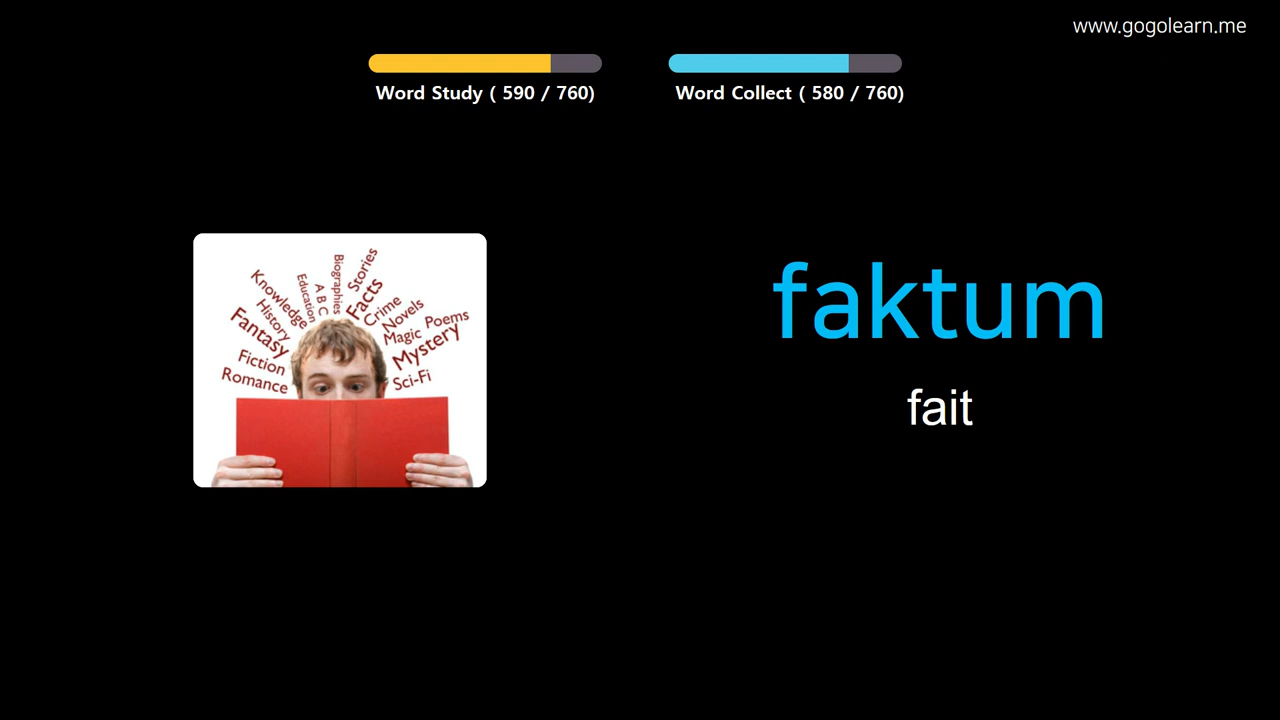 www.gogolearn.me
Word Study ( 590 / 760)
Word Collect ( 580 / 760)
Knowledge
History
Fantasy
Fiction
Romance
Education
A B C
Biographies
Stories
Facts
Crime
Novels
Magic
Poems
Mystery
Sci-Fi
faktum
fait